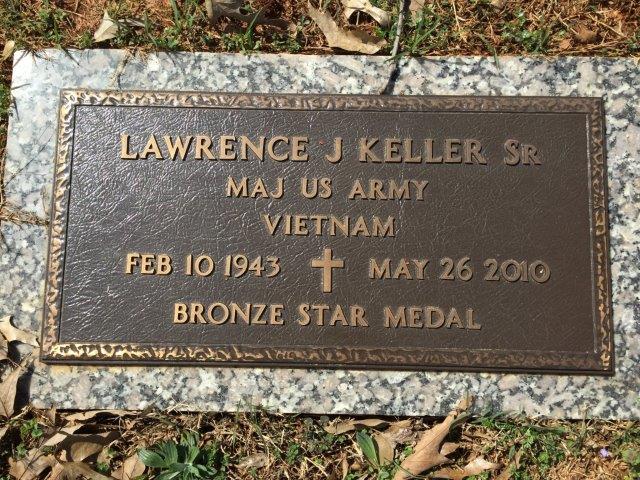 LAWRENCE J KELLER SR
MAJ US ARMY
VIETNAM
FEB 10 1943 MAY 26 2010
BRONZE STAR MEDAL